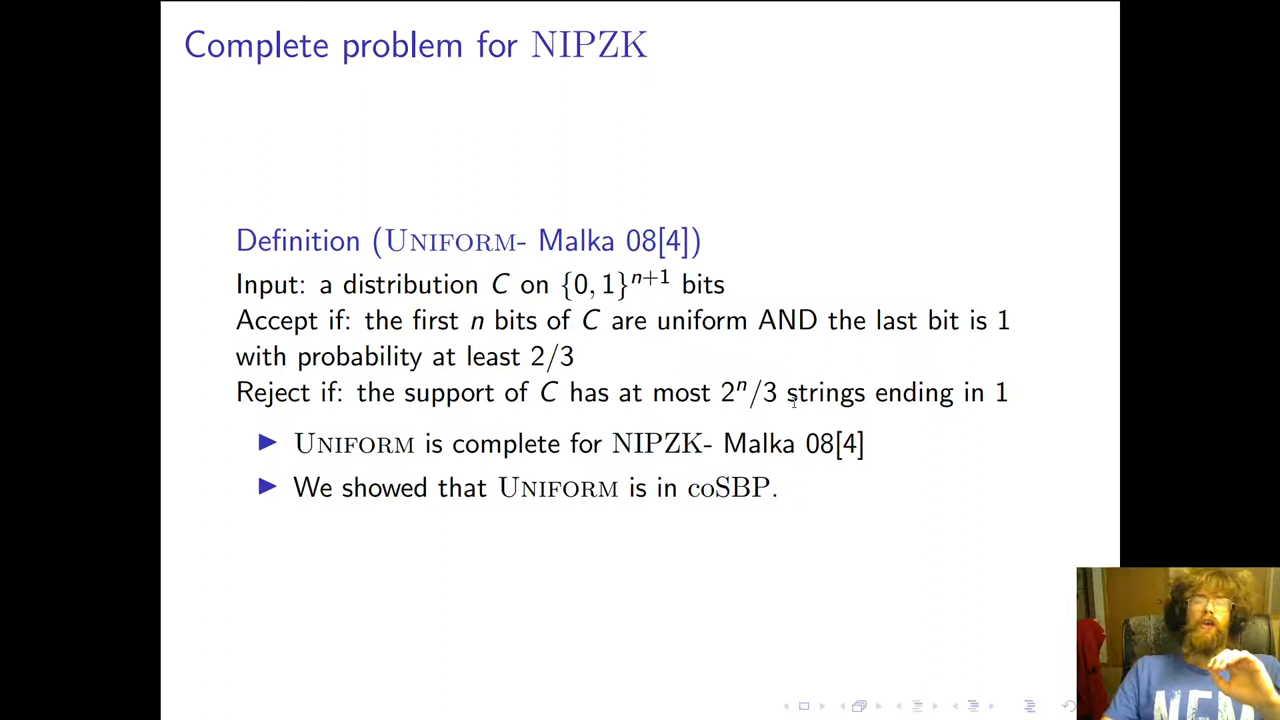 Complete problem for NIPZK
Definition (UNIFORM- Malka 08[4])
Input: a distribution C on {0, 1}ⁿ⁺¹ bits
Accept if: the first n bits of C are uniform AND the last bit is 1
with probability at least 2/3
Reject if: the support of C has at most 2ⁿ/3 strings ending in 1
▶ UNIFORM is complete for NIPZK- Malka 08[4]
▶ We showed that UNIFORM is in coSBP.